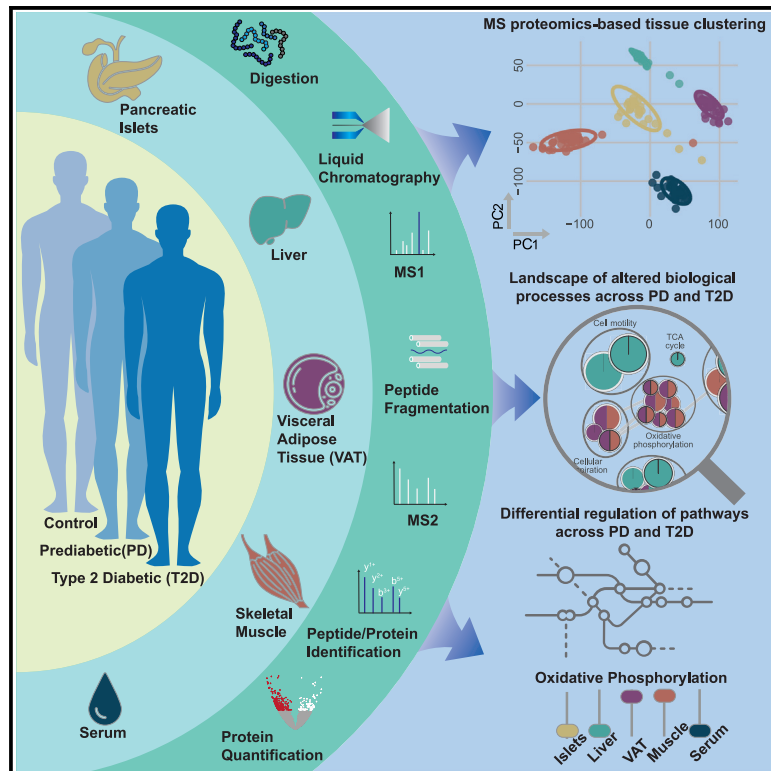 Pancreatic
Islets
Liver
Visceral
Adipose
Tissue (VAT)
Skeletal
Muscle
Serum
Control
Prediabetic(PD)
Type 2 Diabetic (T2D)
Digestion
Liquid
Chromatography
MS1
Peptide
Fragmentation
MS2
Peptide/Protein
Identification
Protein
Quantification
MS proteomics-based tissue clustering
50
0
−50
−100
PC2
PC1
−100
0
100
Landscape of altered biological
processes across PD and T2D
Cell motility
TCA
cycle
Oxidative
phosphorylation
Differential regulation of pathways
across PD and T2D
Oxidative Phosphorylation
Islets
Liver
VAT
Muscle
Serum